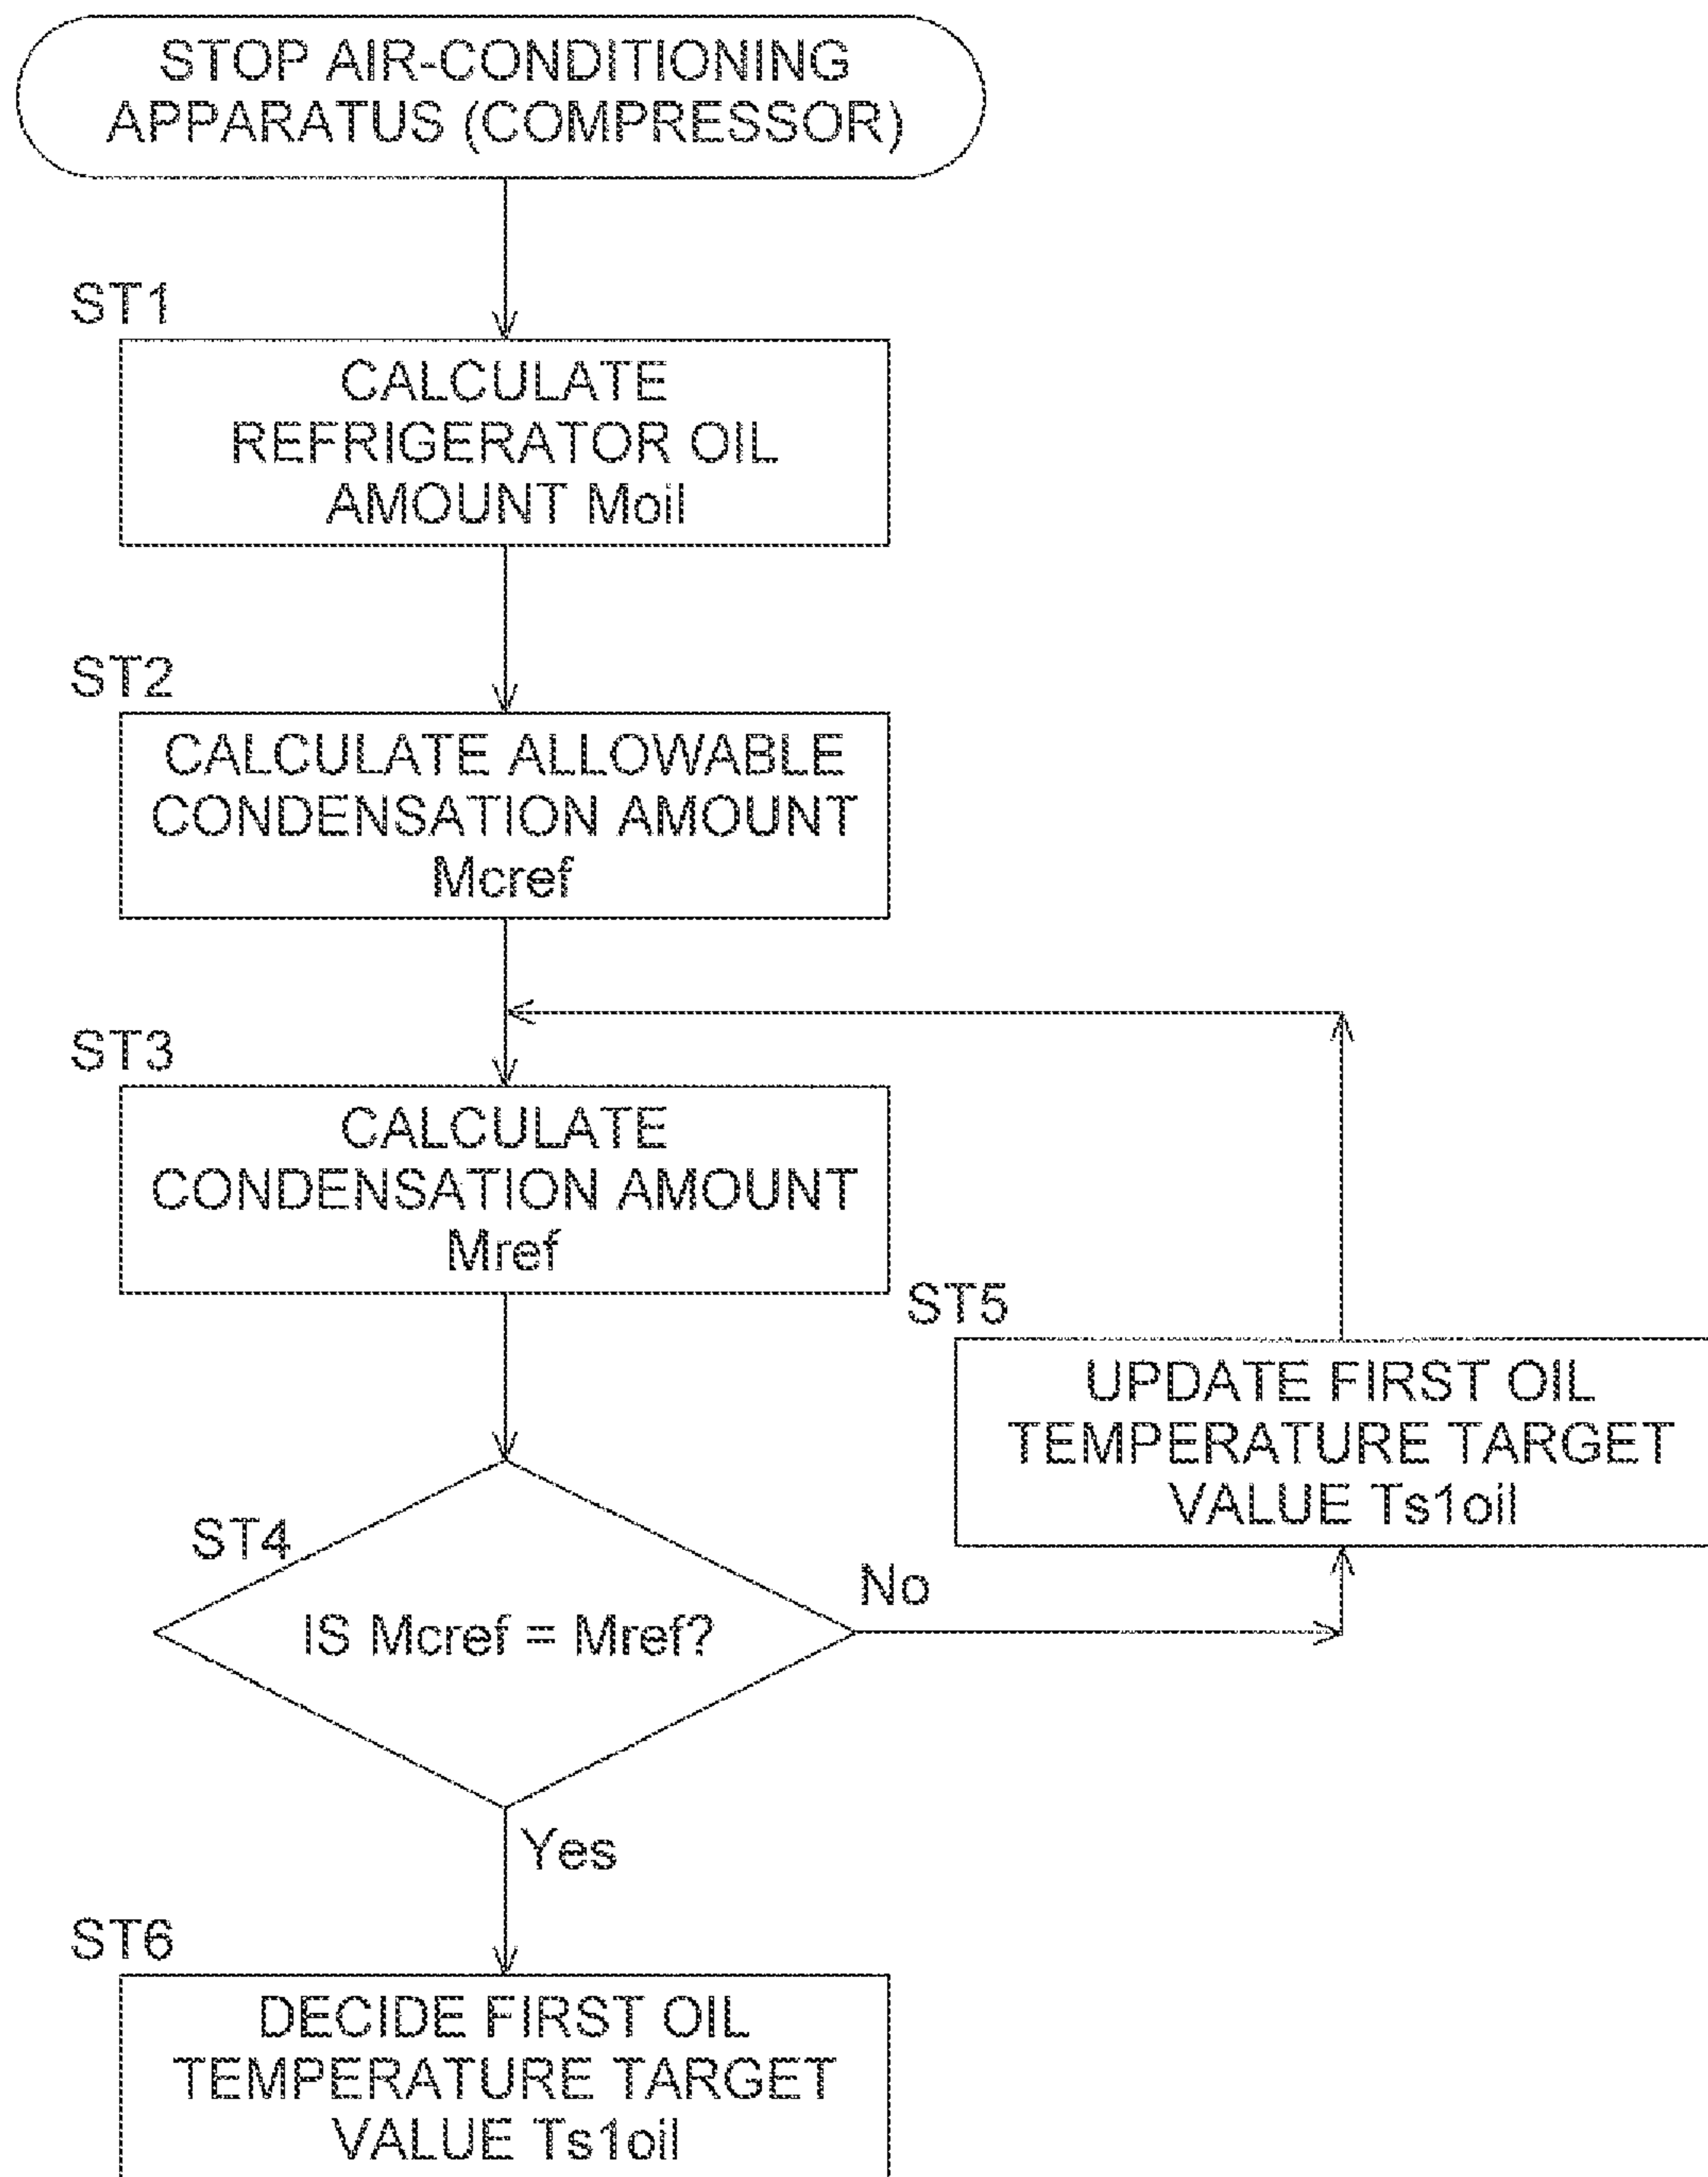 STOP AIR-CONDITIONING
APPARATUS (COMPRESSOR)
ST1
CALCULATE
REFRIGERATOR OIL
AMOUNT Moil
ST2
CALCULATE ALLOWABLE
CONDENSATION AMOUNT
Mcref
ST3
CALCULATE
CONDENSATION AMOUNT
Mref
ST5
UPDATE FIRST OIL
TEMPERATURE TARGET
VALUE Ts1oil
ST4
IS Mcref = Mref?
No
Yes
ST6
DECIDE FIRST OIL
TEMPERATURE TARGET
VALUE Ts1oil